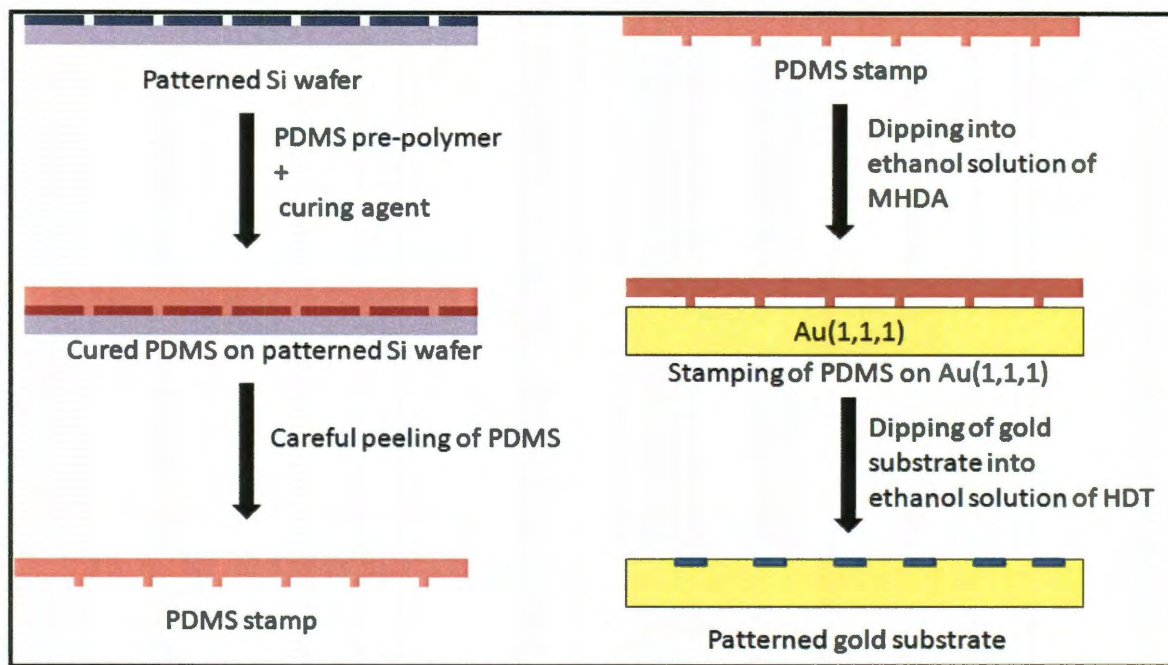 Patterned Si wafer
PDMS pre-polymer
+
curing agent
Cured PDMS on patterned Si wafer
Careful peeling of PDMS
PDMS stamp
PDMS stamp
Dipping into
ethanol solution of
MHDA
Au(1,1,1)
Stamping of PDMS on Au(1,1,1)
Dipping of gold
substrate into
ethanol solution of HDT
Patterned gold substrate